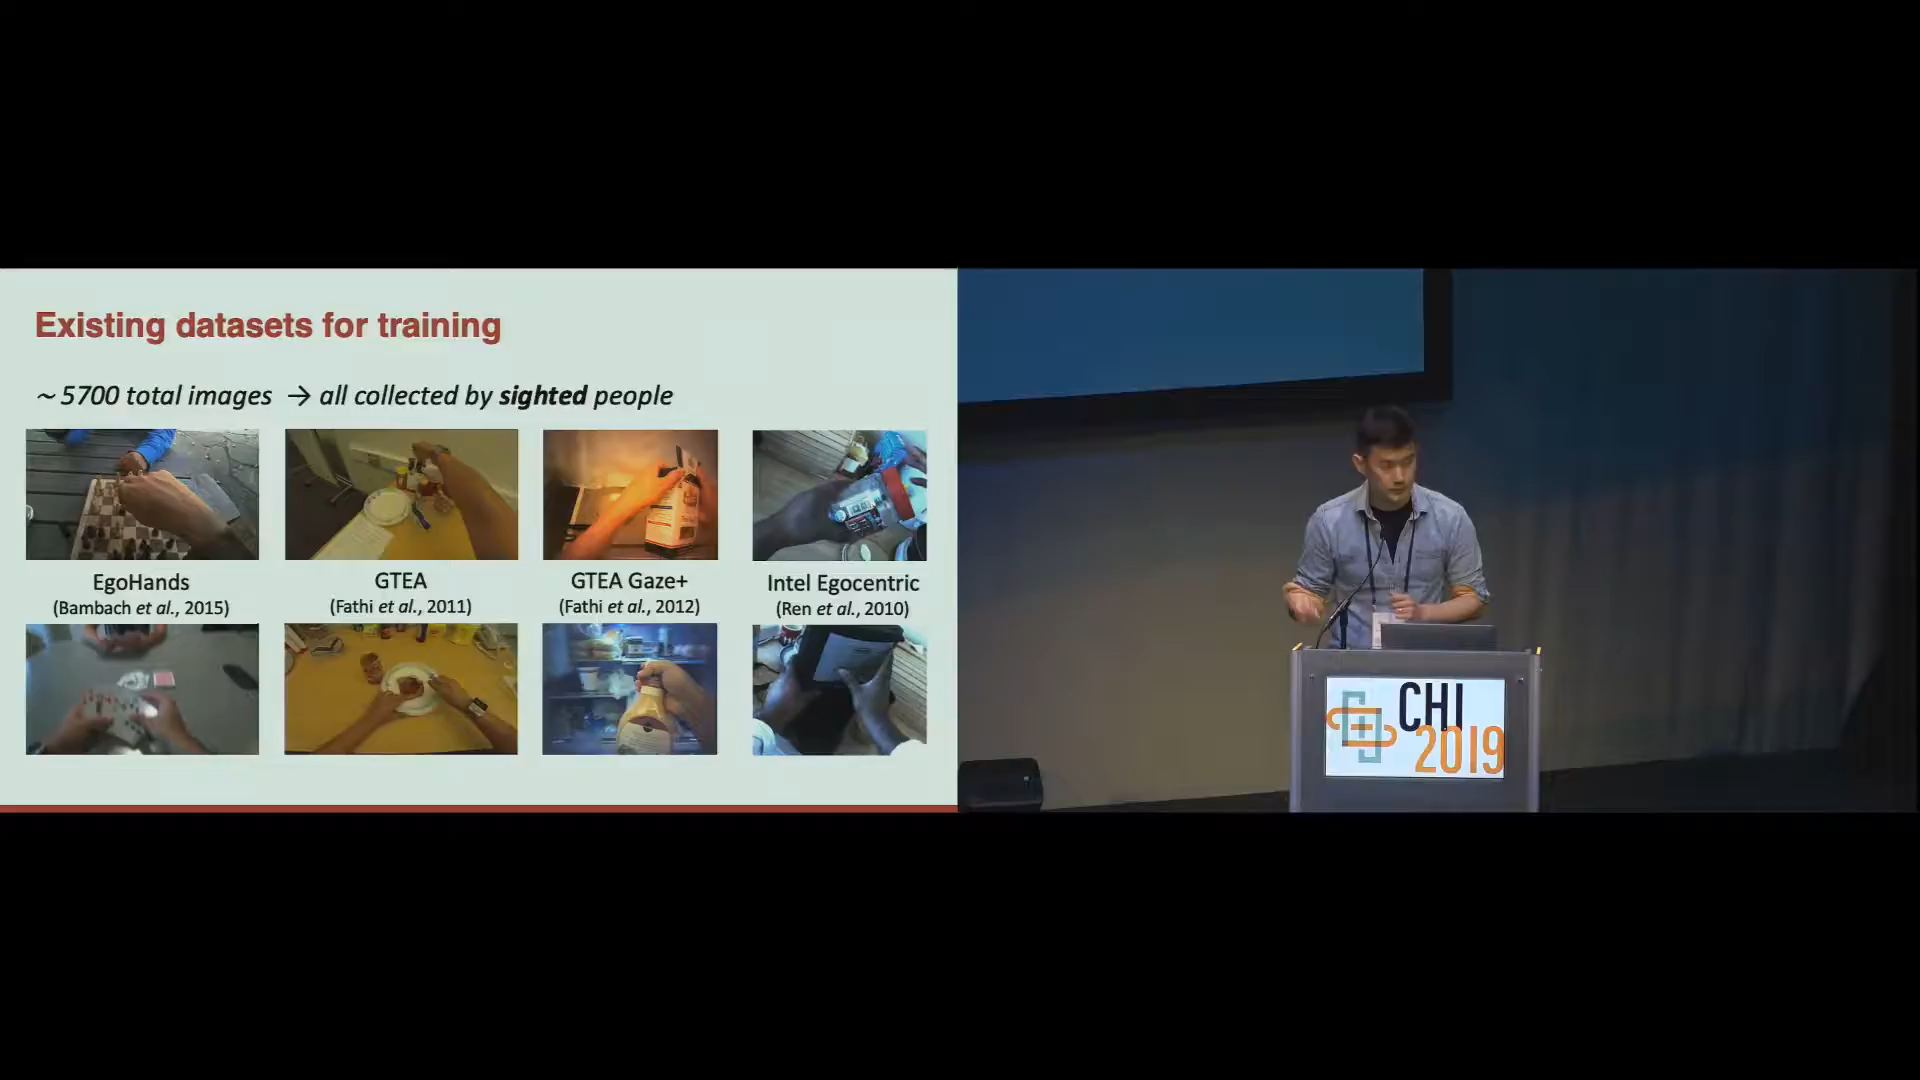 Existing datasets for training
~ 5700 total images → all collected by sighted people
EgoHands
(Bambach et al., 2015)
GTEA
(Fathi et al., 2011)
GTEA Gaze+
(Fathi et al., 2012)
Intel Egocentric
(Ren et al., 2010)
CHI
2019